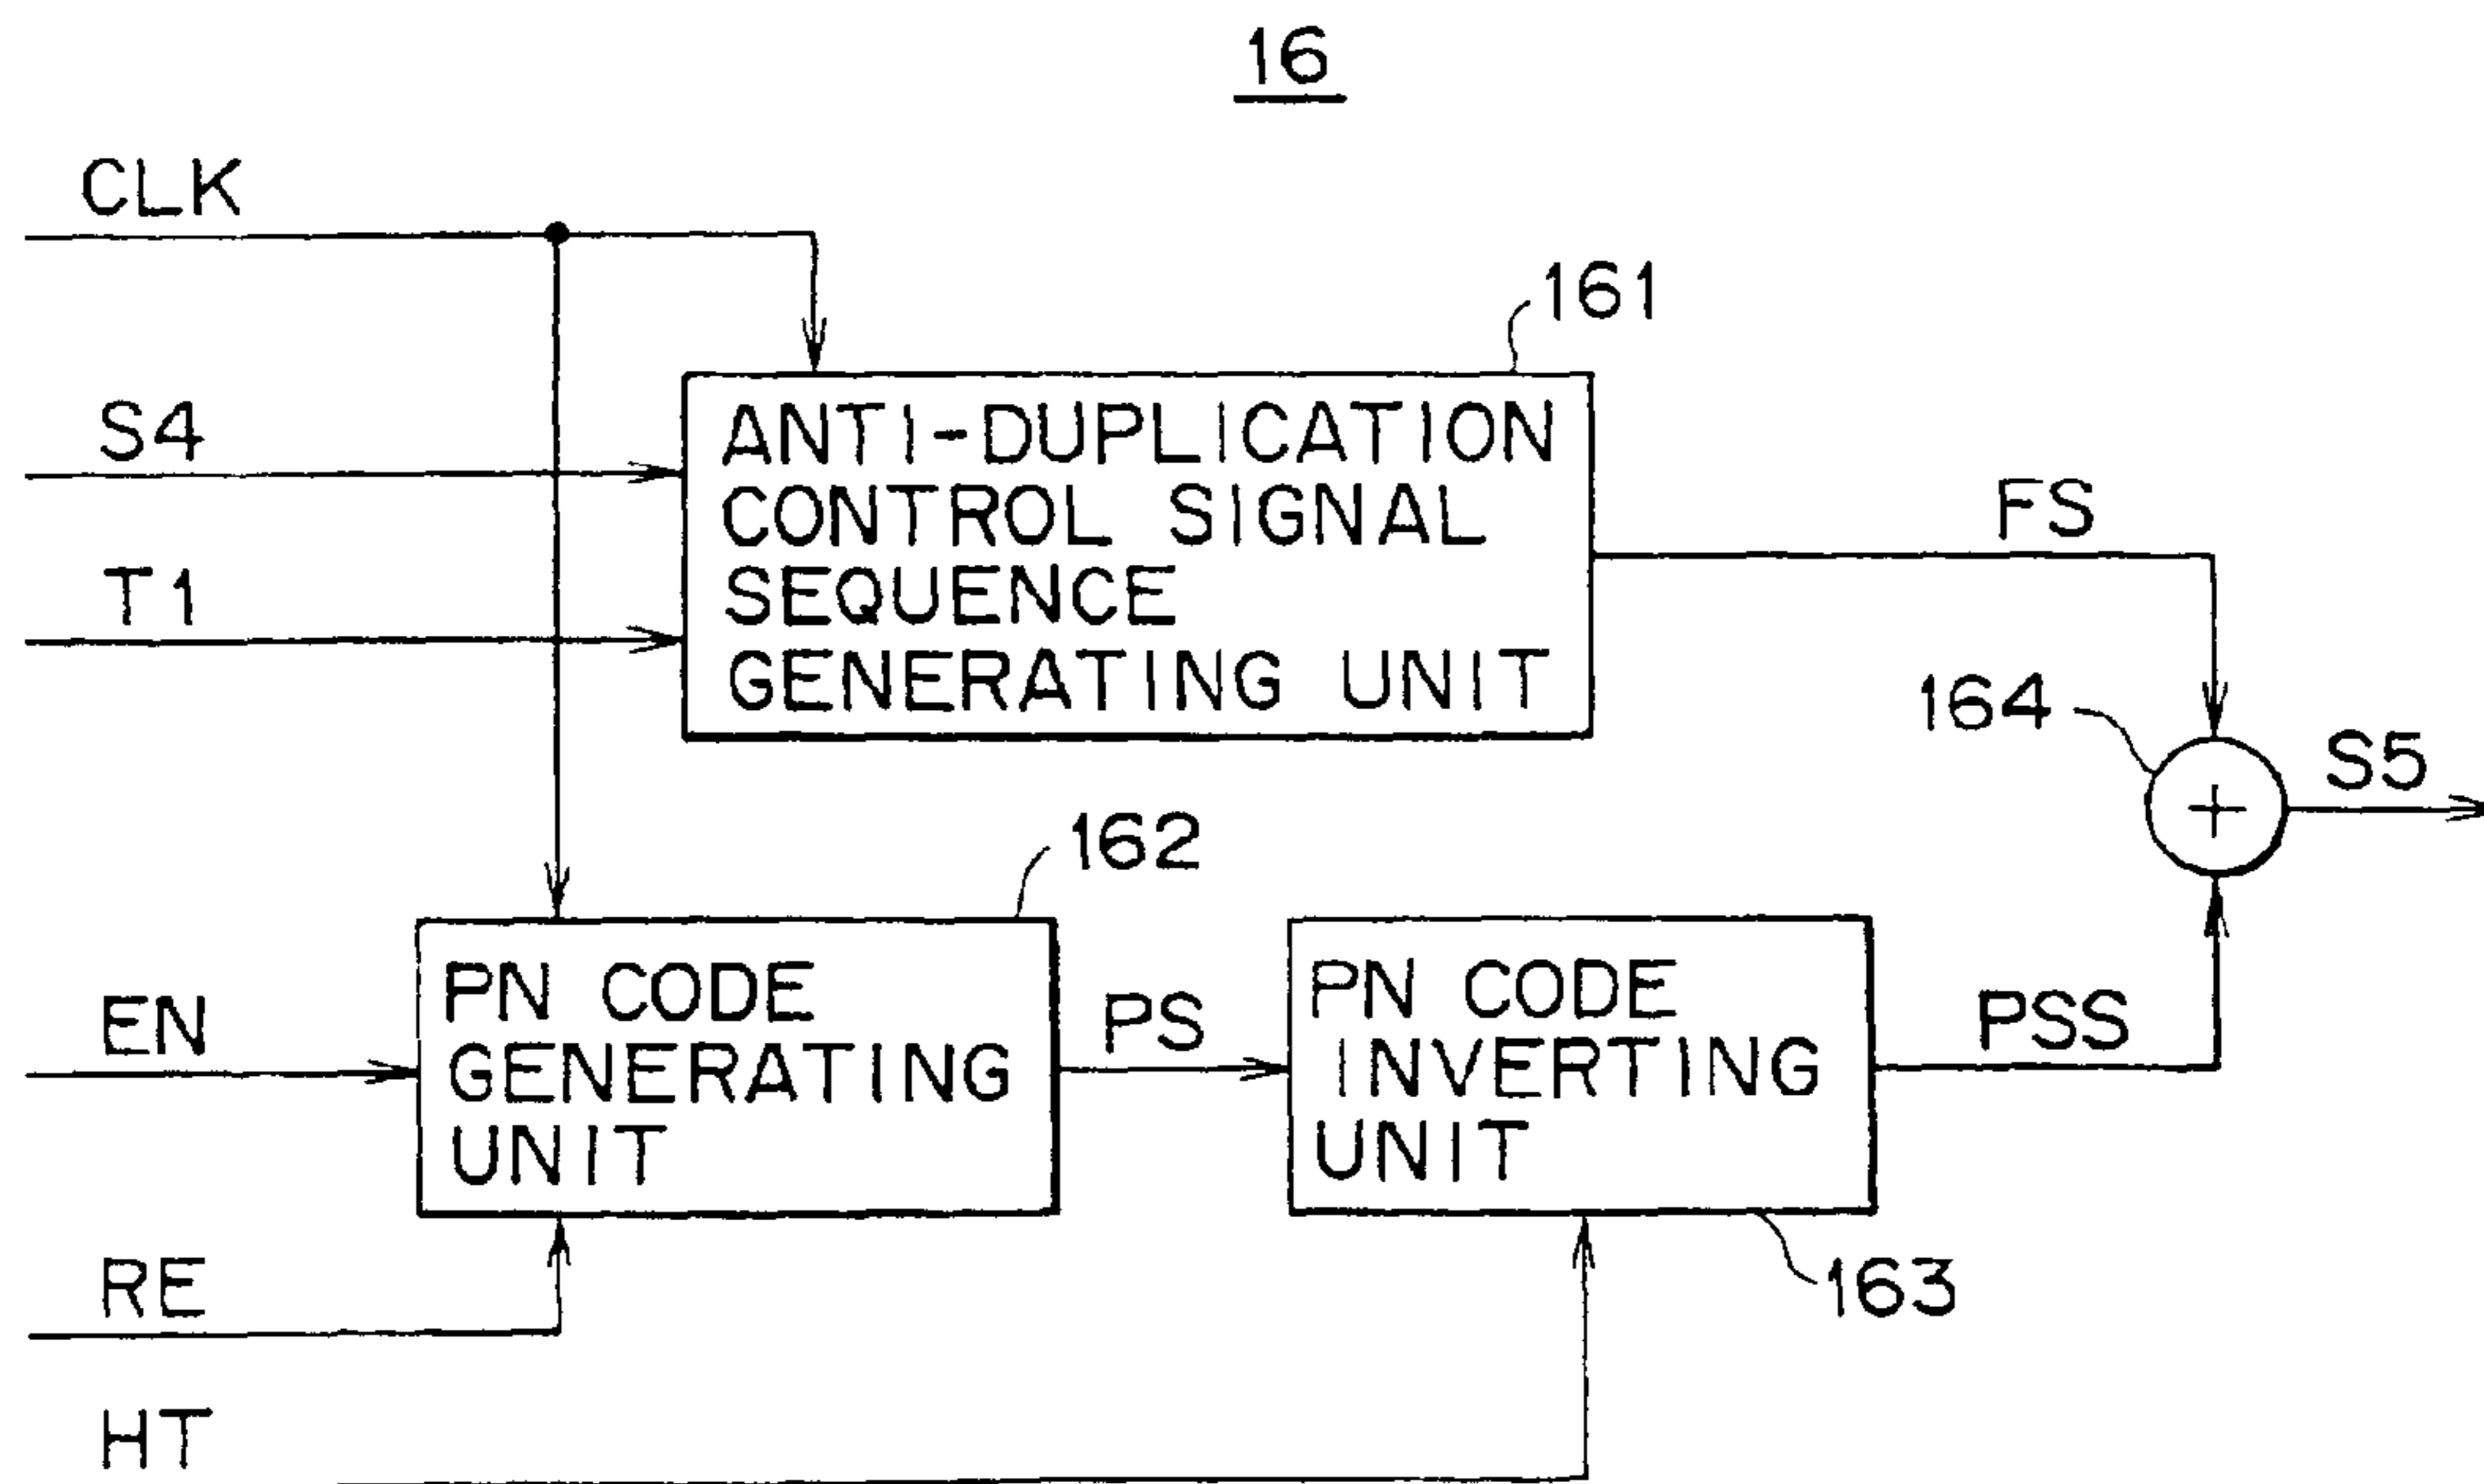 16
CLK
161
S4
ANTI-DUPLICATION
CONTROL SIGNAL
SEQUENCE
GENERATING UNIT
T1
FS
164
S5
162
EN
PN CODE
GENERATING
UNIT
PS
PN CODE
INVERTING
UNIT
PSS
RE
163
HT